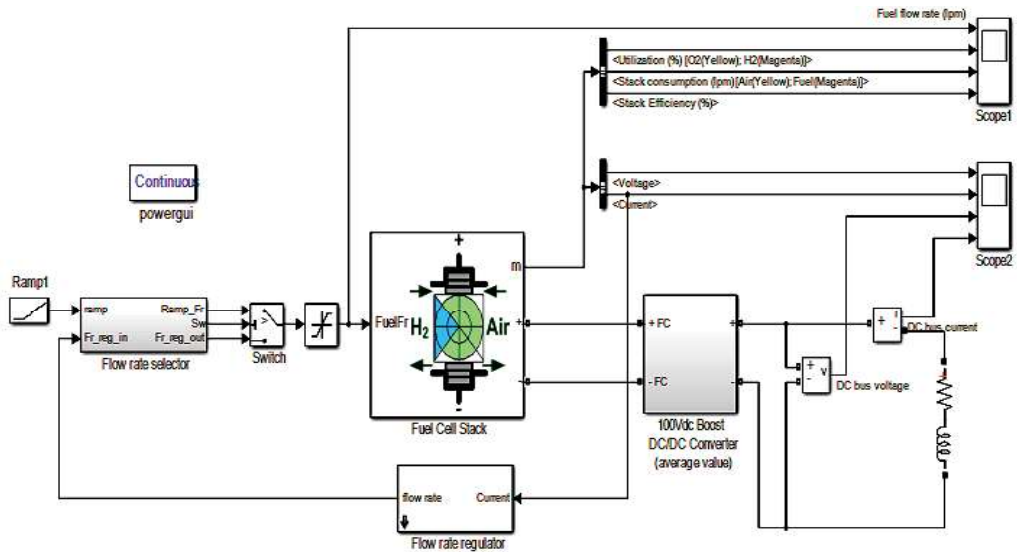 Fuel flow rate (lpm)
<Utilization (%) [O2(Yellow); H2(Magenta)]>
<Stack consumption (lpm)[Air(Yellow); Fuel(Magenta)]>
<Stack Efficiency (%)>
Scope1
Continuous
powergui
<Voltage>
<Current>
Scope2
Ramp1
ramp
Fr_reg_in
Ramp_Fr
Sw
Fr_reg_out
Flow rate selector
>
Switch
+
m
FuelFr
H2
Air
+
-
-
Fuel Cell Stack
+ FC
- FC
+
-
100Vdc Boost
DC/DC Converter
(average value)
+
-
i
DC bus current
+
-
v
DC bus voltage
+
flow rate
Current
Flow rate regulator